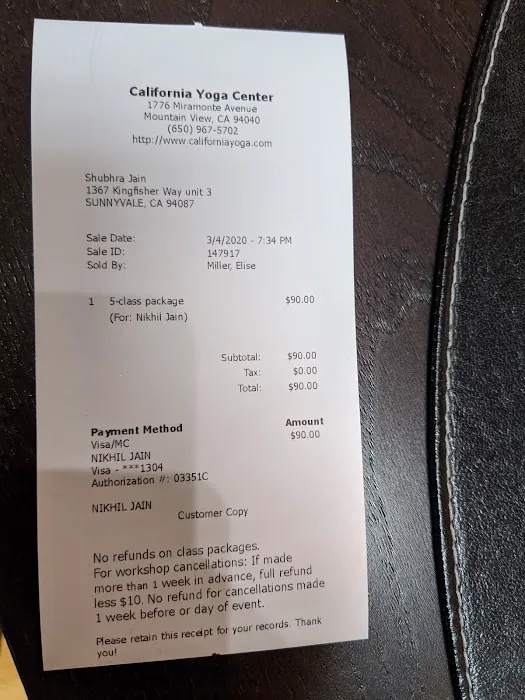 California Yoga Center
1776 Miramonte Avenue
Mountain View, CA 94040
(650) 967-5702
http://www.californiayoga.com
Shubhra Jain
1367 Kingfisher Way unit 3
SUNNYVALE, CA 94087
Sale Date: 3/4/2020 - 7:34 PM
Sale ID: 147917
Sold By: Miller, Elise
1 5-class package $90.00
(For: Nikhil Jain)
Subtotal: $90.00
Tax: $0.00
Total: $90.00
Payment Method Amount
Visa/MC $90.00
NIKHIL JAIN
Visa - ***1304
Authorization #: 03351C
NIKHIL JAIN
Customer Copy
No refunds on class packages.
For workshop cancellations: If made
more than 1 week in advance, full refund
less $10. No refund for cancellations made
1 week before or day of event.
Please retain this receipt for your records. Thank
you!